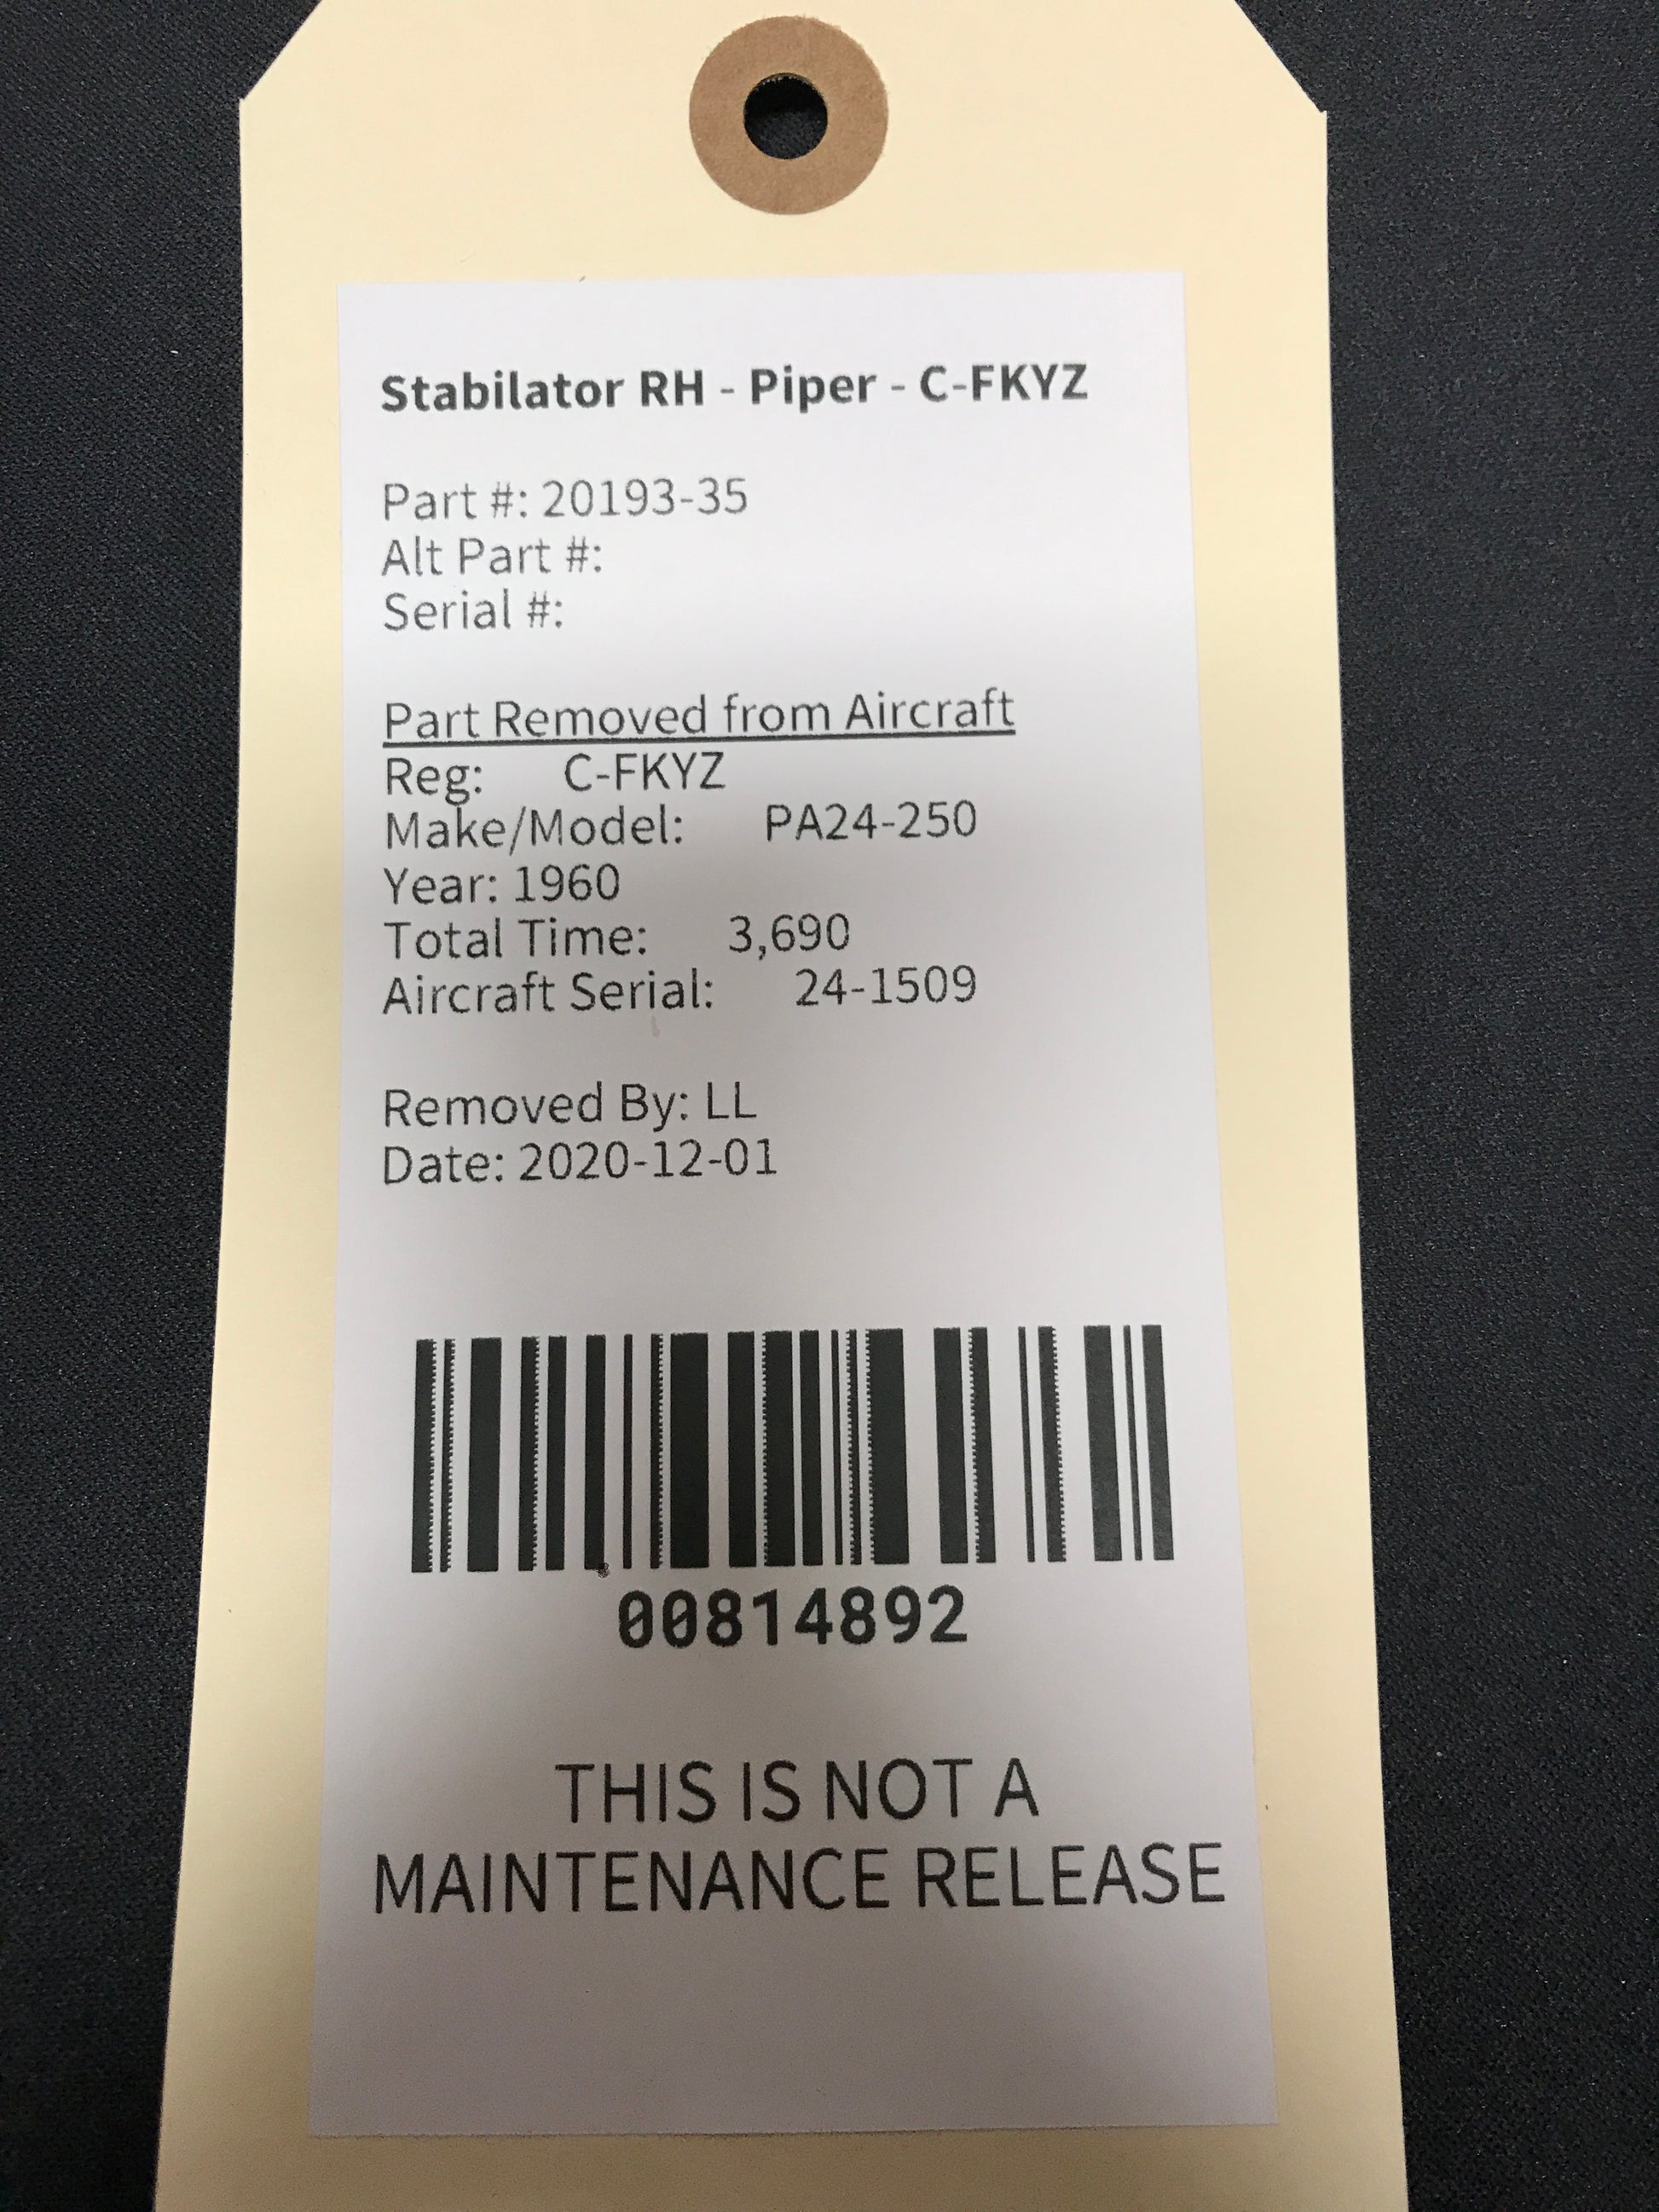 Stabilator RH - Piper - C-FKYZ
Part #: 20193-35
Alt Part #:
Serial #:
Part Removed from Aircraft
Reg: C-FKYZ
Make/Model: PA24-250
Year: 1960
Total Time: 3,690
Aircraft Serial: 24-1509
Removed By: LL
Date: 2020-12-01
00814892
THIS IS NOT A
MAINTENANCE RELEASE